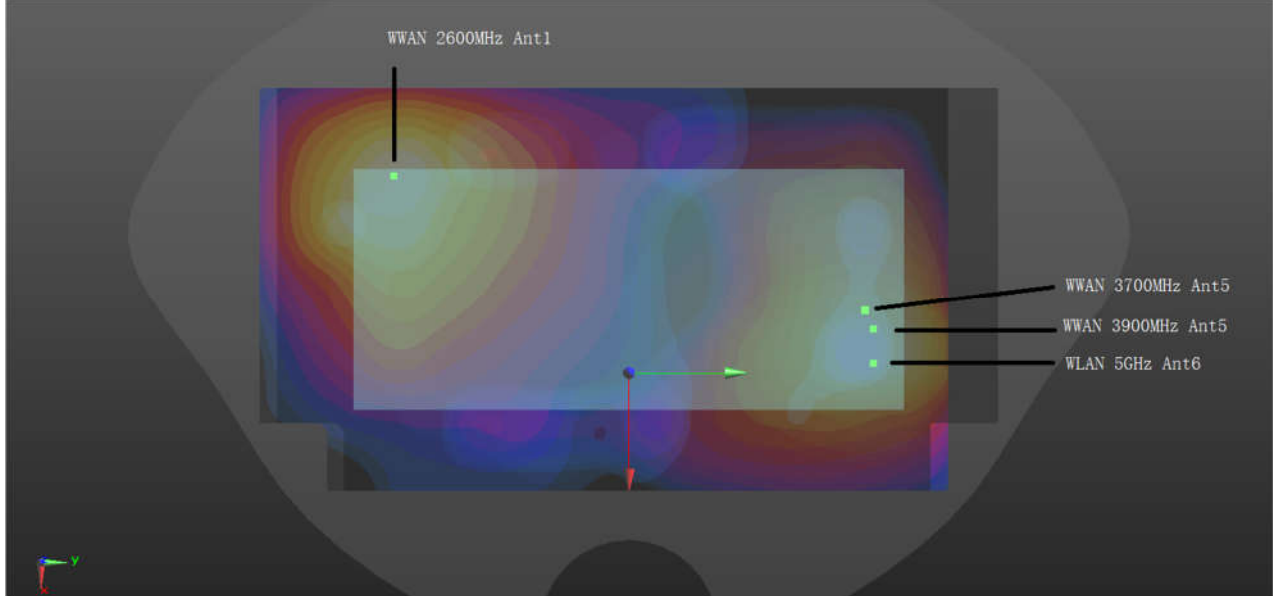 WWAN 2600MHz Ant1
WWAN 3700MHz Ant5
WWAN 3900MHz Ant5
WLAN 5GHz Ant6
y
x